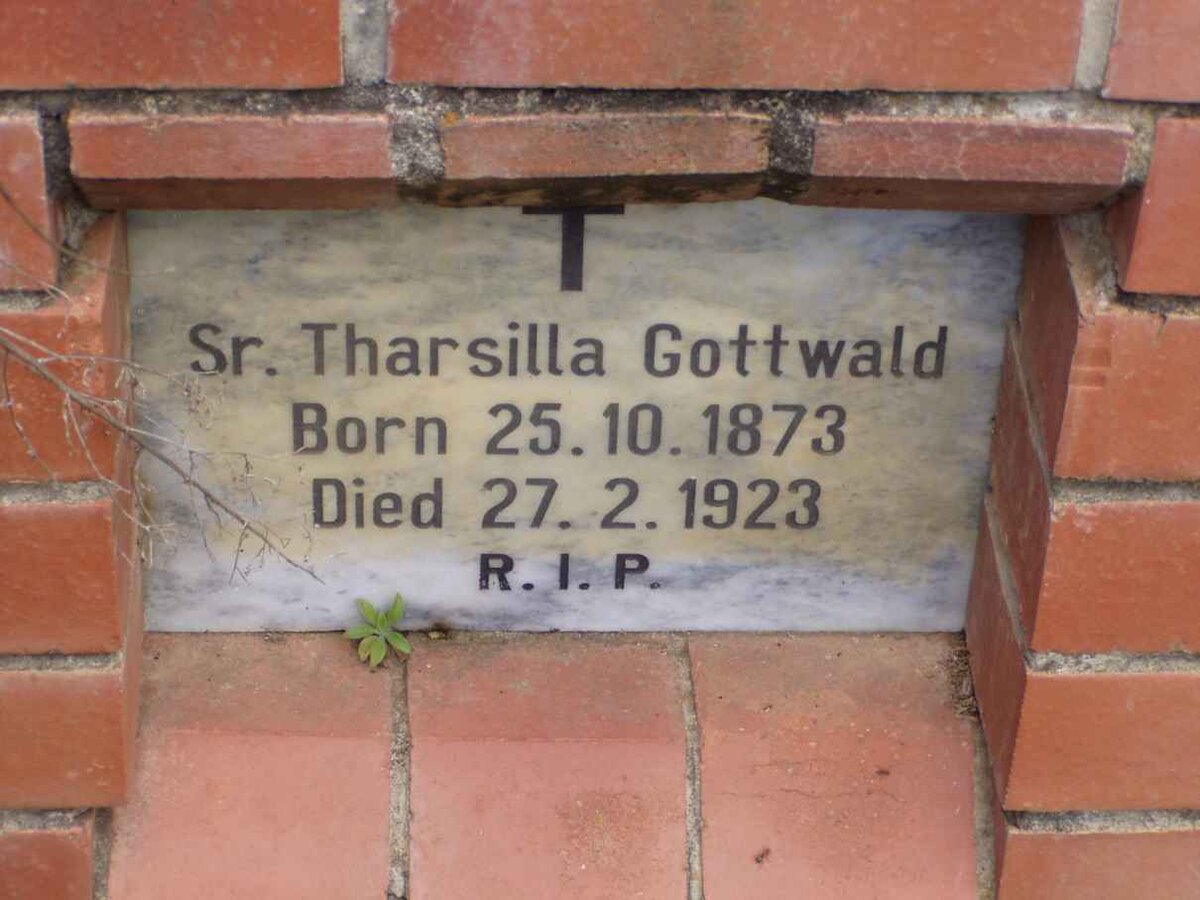 Sr. Tharsilla Gottwald
Born 25.10.1873
Died 27.2.1923
R.I.P.